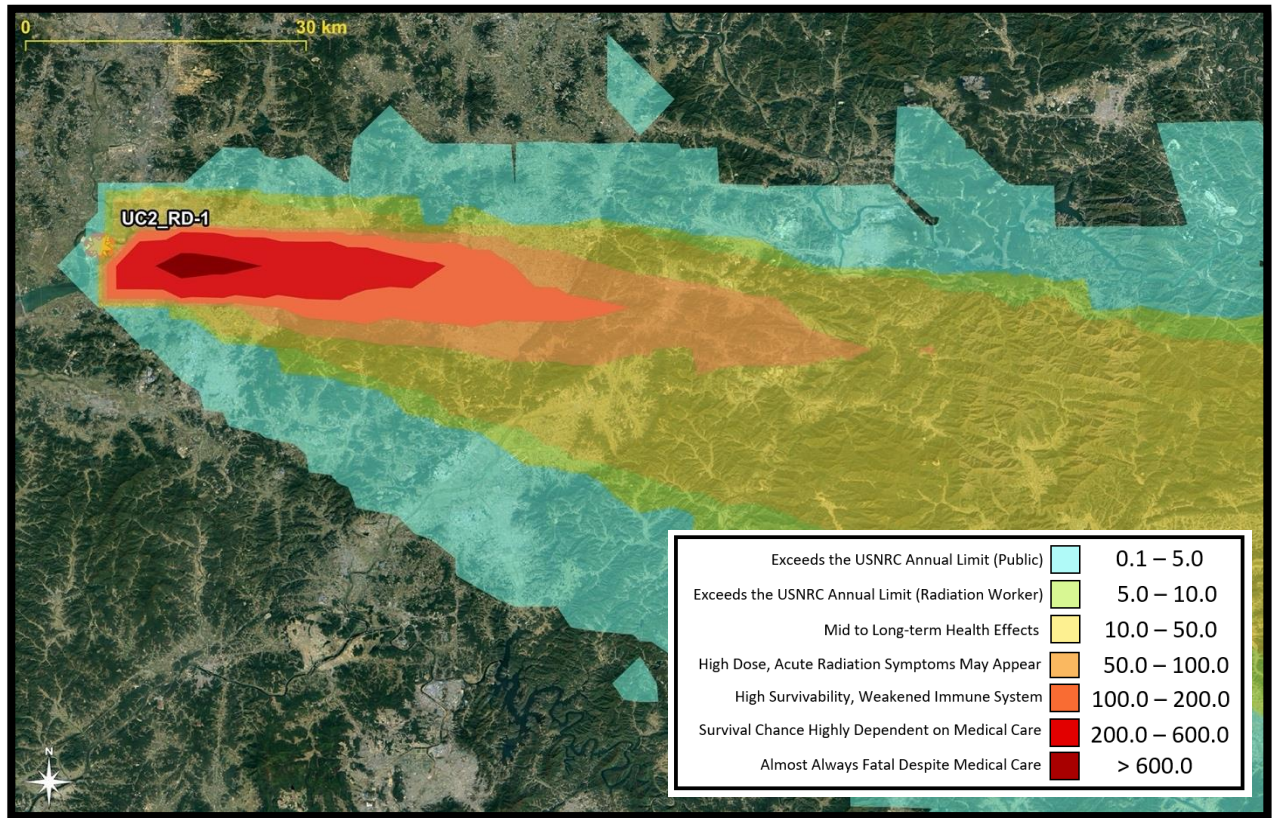 0 30 km
UC2_RD-1
Exceeds the USNRC Annual Limit (Public) 0.1 – 5.0
Exceeds the USNRC Annual Limit (Radiation Worker) 5.0 – 10.0
Mid to Long-term Health Effects 10.0 – 50.0
High Dose, Acute Radiation Symptoms May Appear 50.0 – 100.0
High Survivability, Weakened Immune System 100.0 – 200.0
Survival Chance Highly Dependent on Medical Care 200.0 – 600.0
Almost Always Fatal Despite Medical Care > 600.0
N